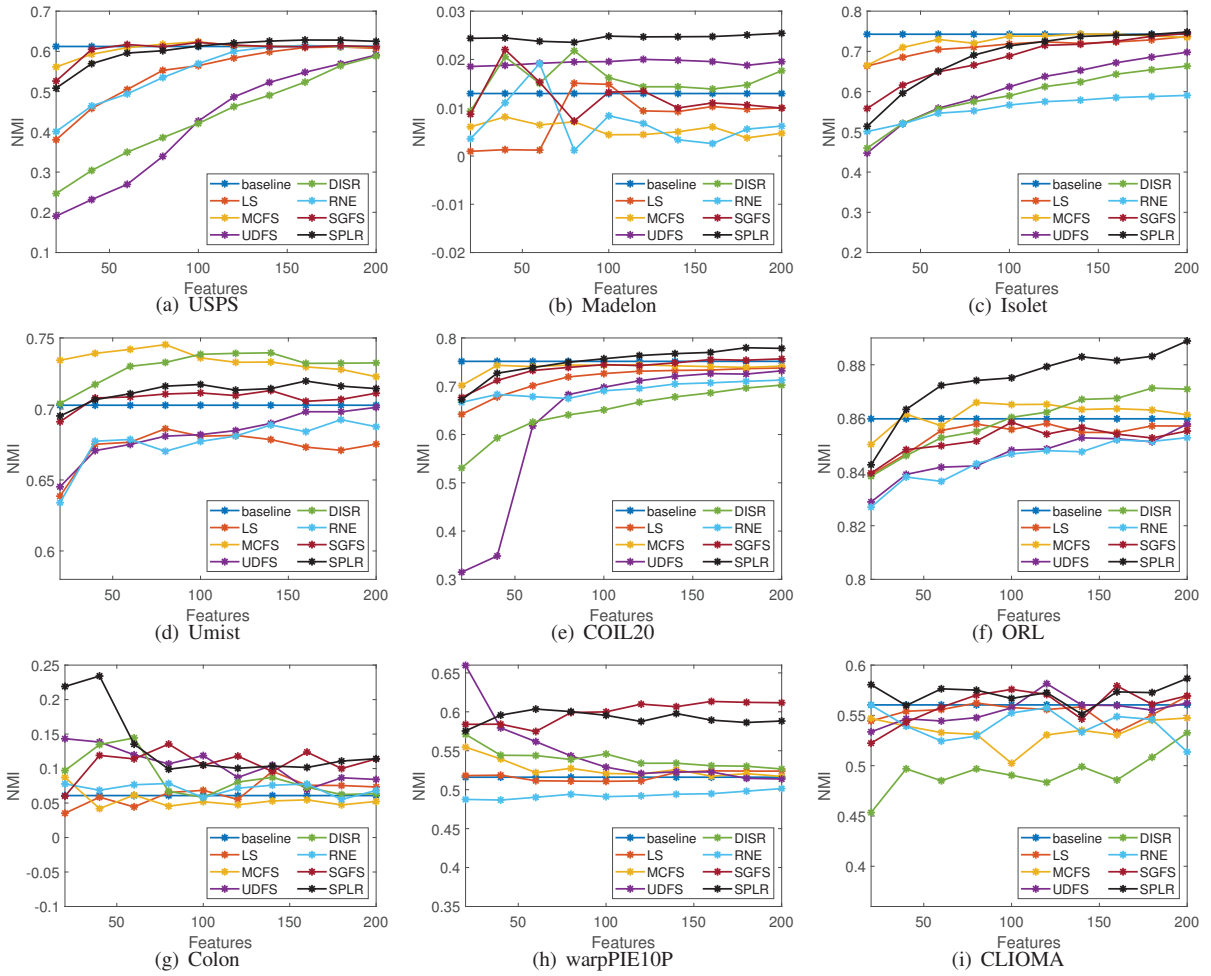 0.7
0.6
0.5
0.4
0.3
0.2
0.1
NMI
50 100 150 200
Features
baseline DISR
LS RNE
MCFS SGFS
UDFS SPLR
(a) USPS
0.03
0.02
0.01
0
-0.01
-0.02
NMI
50 100 150 200
Features
baseline DISR
LS RNE
MCFS SGFS
UDFS SPLR
(b) Madelon
0.8
0.7
0.6
0.5
0.4
0.3
0.2
NMI
50 100 150 200
Features
baseline DISR
LS RNE
MCFS SGFS
UDFS SPLR
(c) Isolet
0.75
0.7
0.65
0.6
NMI
50 100 150 200
Features
baseline DISR
LS RNE
MCFS SGFS
UDFS SPLR
(d) Umist
0.8
0.7
0.6
0.5
0.4
0.3
NMI
50 100 150 200
Features
baseline DISR
LS RNE
MCFS SGFS
UDFS SPLR
(e) COIL20
0.88
0.86
0.84
0.82
0.8
NMI
50 100 150 200
Features
baseline DISR
LS RNE
MCFS SGFS
UDFS SPLR
(f) ORL
0.25
0.2
0.15
0.1
0.05
0
-0.05
-0.1
NMI
50 100 150 200
Features
baseline DISR
LS RNE
MCFS SGFS
UDFS SPLR
(g) Colon
0.65
0.6
0.55
0.5
0.45
0.4
0.35
NMI
50 100 150 200
Features
baseline DISR
LS RNE
MCFS SGFS
UDFS SPLR
(h) warpPIE10P
0.6
0.55
0.5
0.45
0.4
NMI
50 100 150 200
Features
baseline DISR
LS RNE
MCFS SGFS
UDFS SPLR
(i) CLIOMA